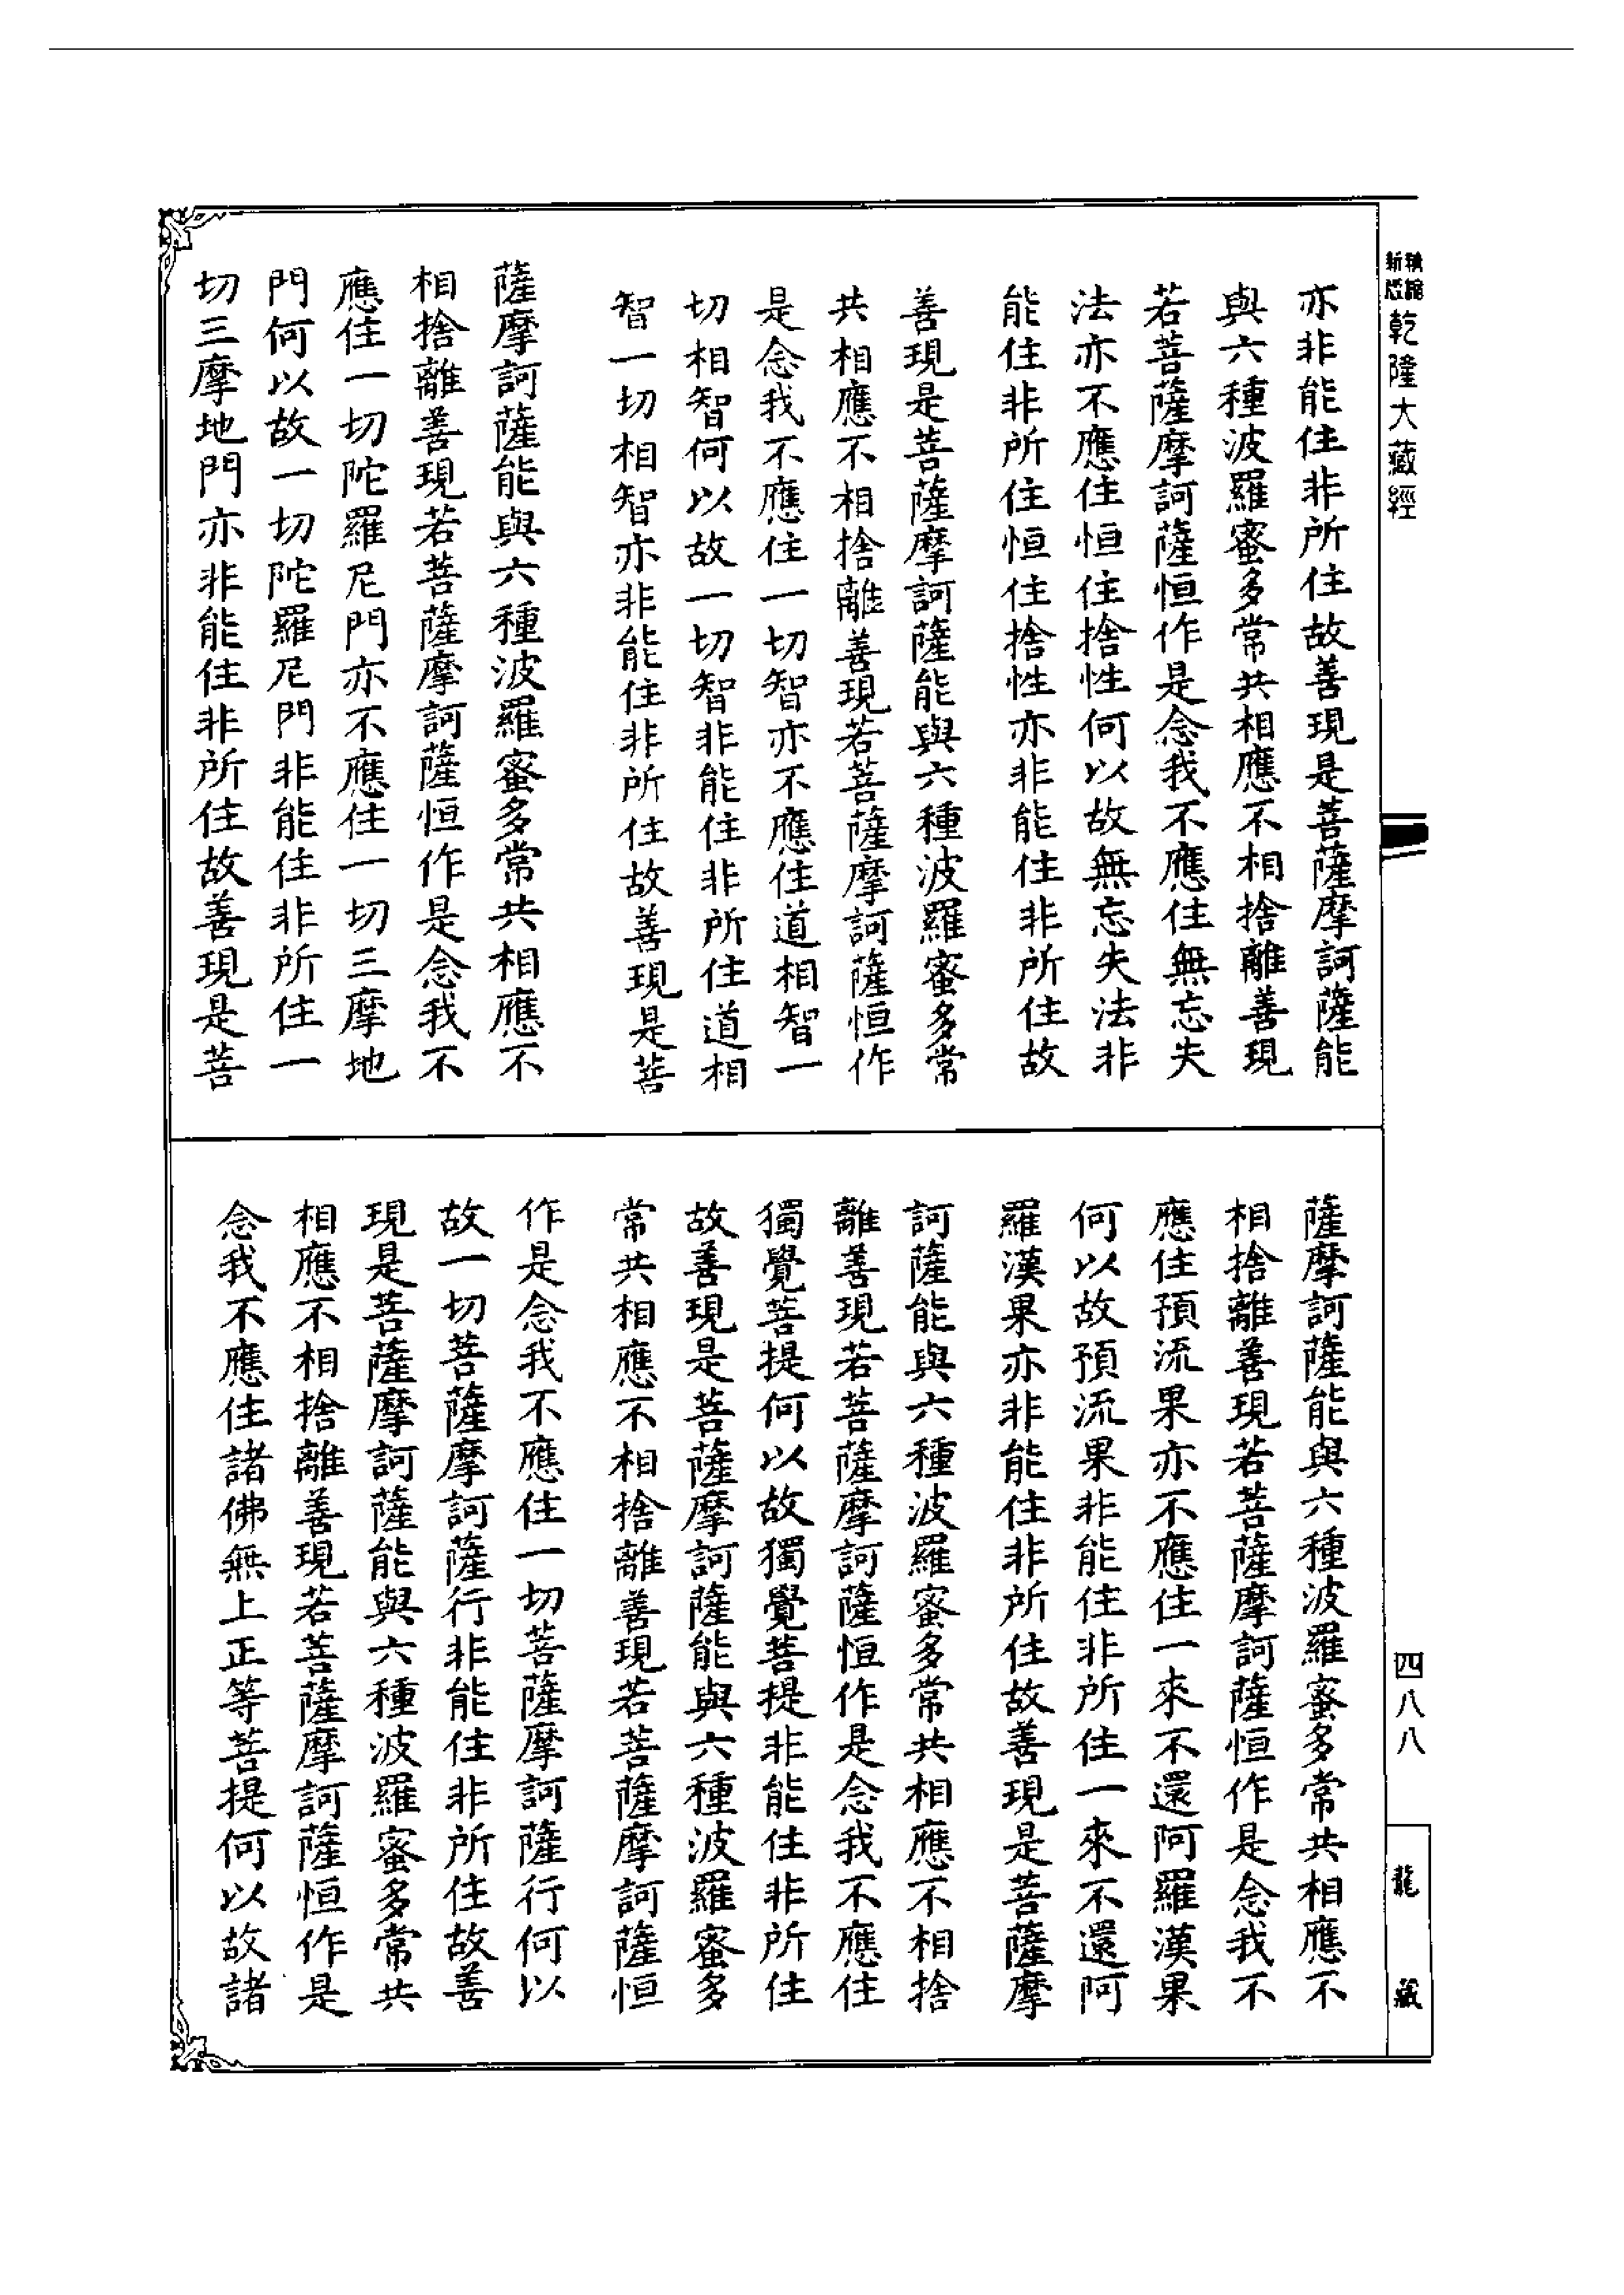 乾隆大藏經
亦非能住非所住故善現是菩薩摩訶薩能
與六種波羅蜜多常共相應不相捨離善現
若菩薩摩訶薩恒作是念我不應住無忘失
法亦不應住恒住捨性何以故無忘失法非
能住非所住恒住捨性亦非能住非所住故
善現是菩薩摩訶薩能與六種波羅蜜多常
共相應不相捨離善現若菩薩摩訶薩恒作
是念我不應住一切智亦不應住道相智一
切相智何以故一切智非能住非所住道相
智一切相智亦非能住非所住故善現是菩
薩摩訶薩能與六種波羅蜜多常共相應不
相捨離善現若菩薩摩訶薩恒作是念我不
應住一切陀羅尼門亦不應住一切三摩地
門何以故一切陀羅尼門非能住非所住一
切三摩地門亦非能住非所住故善現是菩
薩摩訶薩能與六種波羅蜜多常共相應不
相捨離善現若菩薩摩訶薩恒作是念我不
應住預流果亦不應住一來不還阿羅漢果
何以故預流果非能住非所住一來不還阿
羅漢果亦非能住非所住故善現是菩薩摩
訶薩能與六種波羅蜜多常共相應不相捨
離善現若菩薩摩訶薩恒作是念我不應住
獨覺菩提何以故獨覺菩提非能住非所住
故善現是菩薩摩訶薩能與六種波羅蜜多
常共相應不相捨離善現若菩薩摩訶薩恒
作是念我不應住一切菩薩摩訶薩行何以
故一切菩薩摩訶薩行非能住非所住故善
現是菩薩摩訶薩能與六種波羅蜜多常共
相應不相捨離善現若菩薩摩訶薩恒作是
念我不應住諸佛無上正等菩提何以故諸
四八八
龍藏